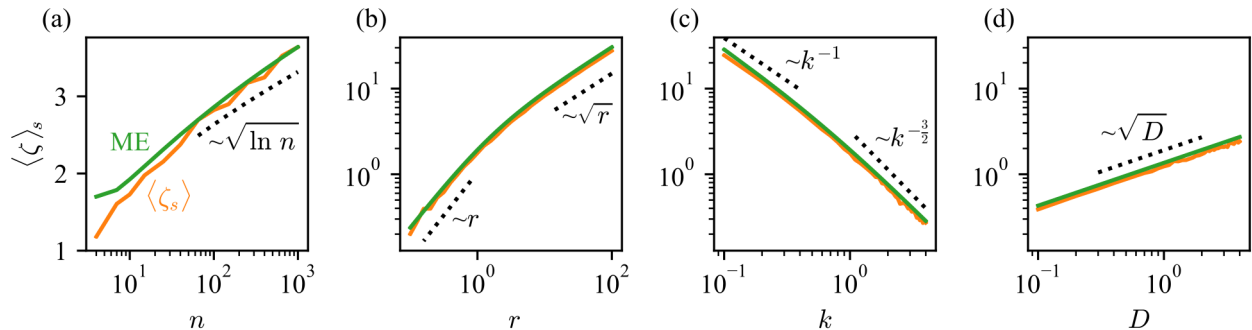 (a)
⟨ζ⟩ₛ
3
2
1
ME
⟨ζₛ⟩
~√ln n
10¹
10²
10³
n
(b)
10¹
10⁰
~√r
~r
10⁰
10²
r
(c)
10¹
10⁰
~k⁻¹
~k^{-3/2}
10⁻¹
10⁰
k
(d)
10¹
10⁰
~√D
10⁻¹
10⁰
D